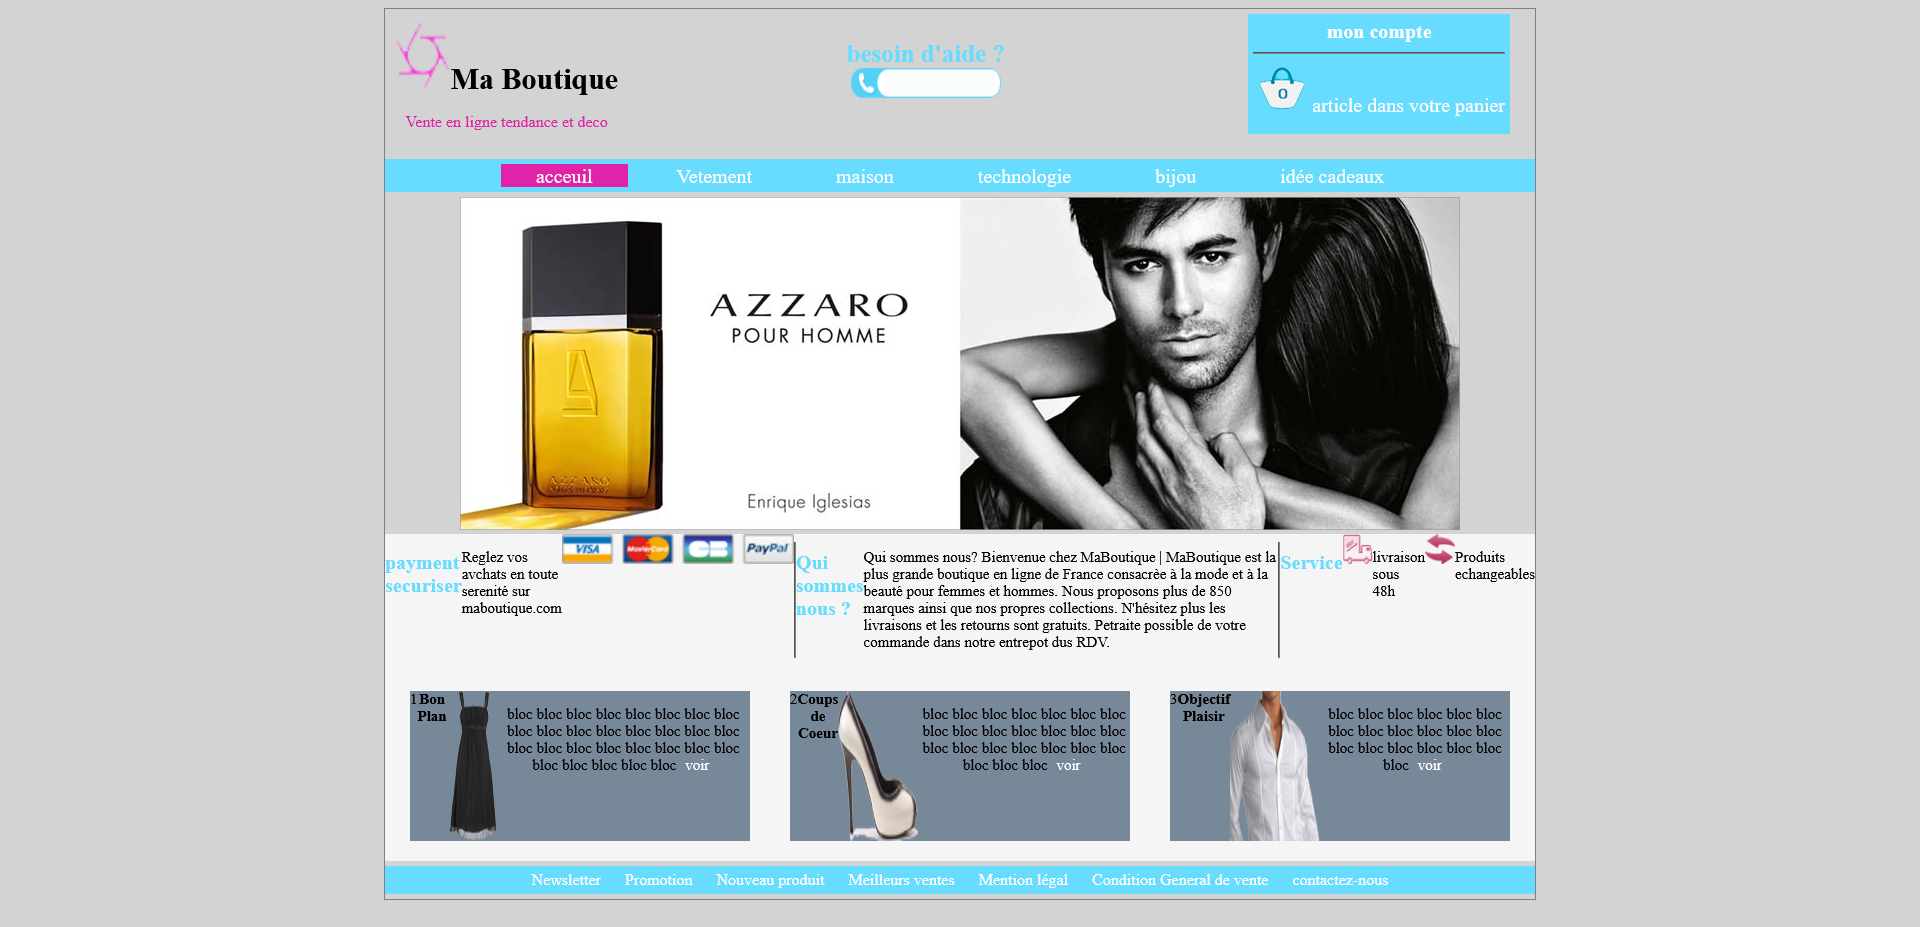 Ma Boutique
Vente en ligne tendance et deco
besoin d'aide ?
mon compte
0
article dans votre panier
acceuil
Vetement
maison
technologie
bijou
idée cadeaux
AZZARO
POUR HOMME
AZZARO
Enrique Iglesias
payment
securiser
Reglez vos
avchats en toute
serenité sur
maboutique.com
VISA
MasterCard
CB
PayPal
Qui
sommes
nous ?
Qui sommes nous? Bienvenue chez MaBoutique | MaBoutique est la
plus grande boutique en ligne de France consacrèe à la mode et à la
beauté pour femmes et hommes. Nous proposons plus de 850
marques ainsi que nos propres collections. N'hésitez plus les
livraisons et les retourns sont gratuits. Petraite possible de votre
commande dans notre entrepot dus RDV.
Service
livraison
sous
48h
Produits
echangeables
1 Bon
Plan
bloc bloc bloc bloc bloc bloc bloc bloc
bloc bloc bloc bloc bloc bloc bloc bloc
bloc bloc bloc bloc bloc bloc bloc bloc
bloc bloc bloc bloc bloc voir
2 Coups
de
Coeur
bloc bloc bloc bloc bloc bloc bloc
bloc bloc bloc bloc bloc bloc bloc
bloc bloc bloc bloc bloc bloc bloc
bloc bloc bloc voir
3 Objectif
Plaisir
bloc bloc bloc bloc bloc bloc
bloc bloc bloc bloc bloc bloc
bloc bloc bloc bloc bloc bloc
bloc voir
Newsletter
Promotion
Nouveau produit
Meilleurs ventes
Mention légal
Condition General de vente
contactez-nous